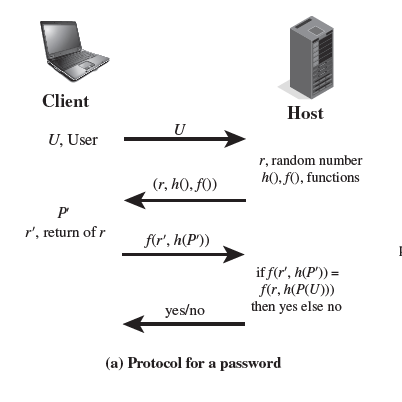 Client
Host
U, User
U
r, random number
h(), f(), functions
(r, h(), f())
P'
r', return of r
f(r', h(P'))
if f(r', h(P')) =
f(r, h(P(U)))
then yes else no
yes/no
(a) Protocol for a password